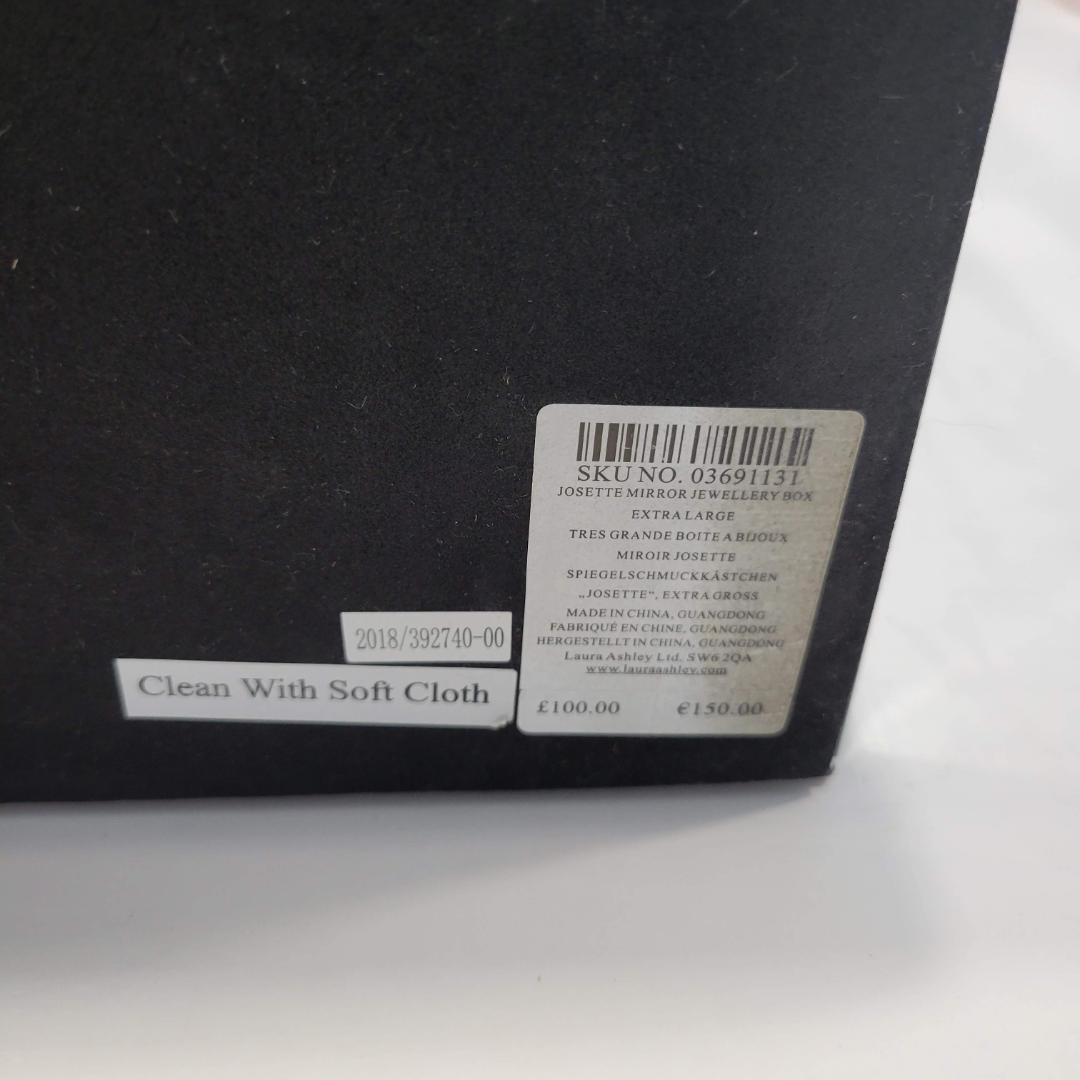 SKU NO. 03691131
JOSETTE MIRROR JEWELLERY BOX
EXTRA LARGE
TRES GRANDE BOITE A BIJOUX
MIROIR JOSETTE
SPIEGELSCHMUCKKÄSTCHEN
„JOSETTE“, EXTRA GROSS
MADE IN CHINA, GUANGDONG
FABRIQUÉ EN CHINE, GUANGDONG
HERGESTELLT IN CHINA, GUANGDONG
Laura Ashley Ltd. SW6 2QA
www.lauraashley.com
£100.00 €150.00
2018/392740-00
Clean With Soft Cloth